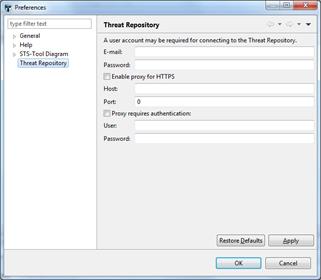 Preferences
type filter text
General
Help
STS-Tool Diagram
Threat Repository
Threat Repository
A user account may be required for connecting to the Threat Repository.
E-mail:
Password:
Enable proxy for HTTPS
Host:
Port: 0
Proxy requires authentication:
User:
Password:
Restore Defaults Apply
OK Cancel